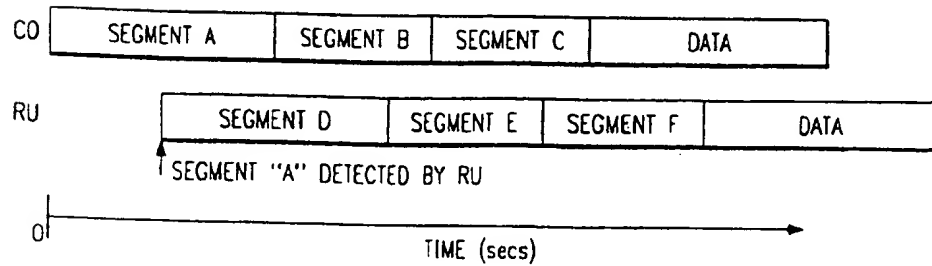 CO SEGMENT A SEGMENT B SEGMENT C DATA
RU SEGMENT D SEGMENT E SEGMENT F DATA
SEGMENT "A" DETECTED BY RU
0
TIME (secs)